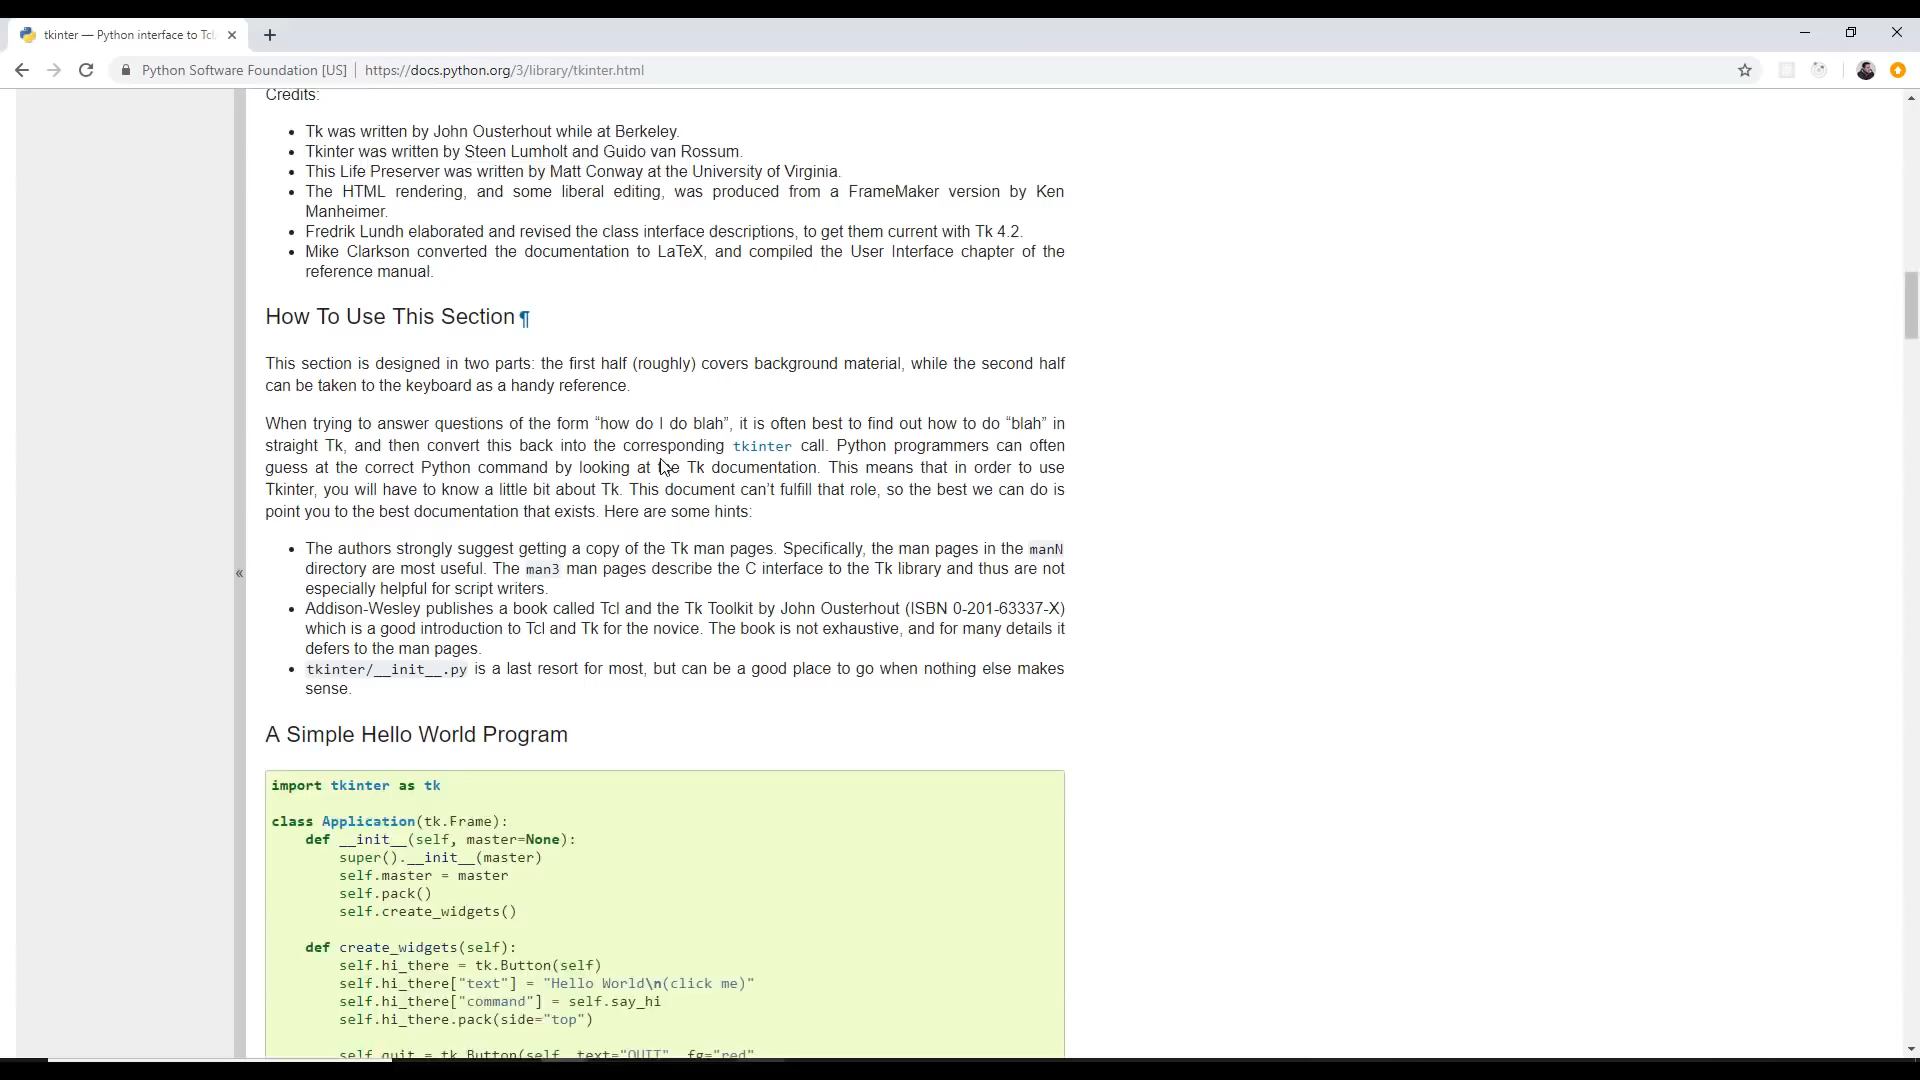 tkinter — Python interface to Tcl
Python Software Foundation [US] | https://docs.python.org/3/library/tkinter.html
Credits:
• Tk was written by John Ousterhout while at Berkeley.
• Tkinter was written by Steen Lumholt and Guido van Rossum.
• This Life Preserver was written by Matt Conway at the University of Virginia.
• The HTML rendering, and some liberal editing, was produced from a FrameMaker version by Ken
Manheimer.
• Fredrik Lundh elaborated and revised the class interface descriptions, to get them current with Tk 4.2.
• Mike Clarkson converted the documentation to LaTeX, and compiled the User Interface chapter of the
reference manual.
How To Use This Section¶
This section is designed in two parts: the first half (roughly) covers background material, while the second half
can be taken to the keyboard as a handy reference.
When trying to answer questions of the form “how do I do blah”, it is often best to find out how to do “blah” in
straight Tk, and then convert this back into the corresponding tkinter call. Python programmers can often
guess at the correct Python command by looking at the Tk documentation. This means that in order to use
Tkinter, you will have to know a little bit about Tk. This document can’t fulfill that role, so the best we can do is
point you to the best documentation that exists. Here are some hints:
• The authors strongly suggest getting a copy of the Tk man pages. Specifically, the man pages in the manN
directory are most useful. The man3 man pages describe the C interface to the Tk library and thus are not
especially helpful for script writers.
• Addison-Wesley publishes a book called Tcl and the Tk Toolkit by John Ousterhout (ISBN 0-201-63337-X)
which is a good introduction to Tcl and Tk for the novice. The book is not exhaustive, and for many details it
defers to the man pages.
• tkinter/__init__.py is a last resort for most, but can be a good place to go when nothing else makes
sense.
«
A Simple Hello World Program
import tkinter as tk
class Application(tk.Frame):
    def __init__(self, master=None):
        super().__init__(master)
        self.master = master
        self.pack()
        self.create_widgets()
    def create_widgets(self):
        self.hi_there = tk.Button(self)
        self.hi_there["text"] = "Hello World\n(click me)"
        self.hi_there["command"] = self.say_hi
        self.hi_there.pack(side="top")
        self.quit = tk.Button(self, text="QUIT", fg="red",